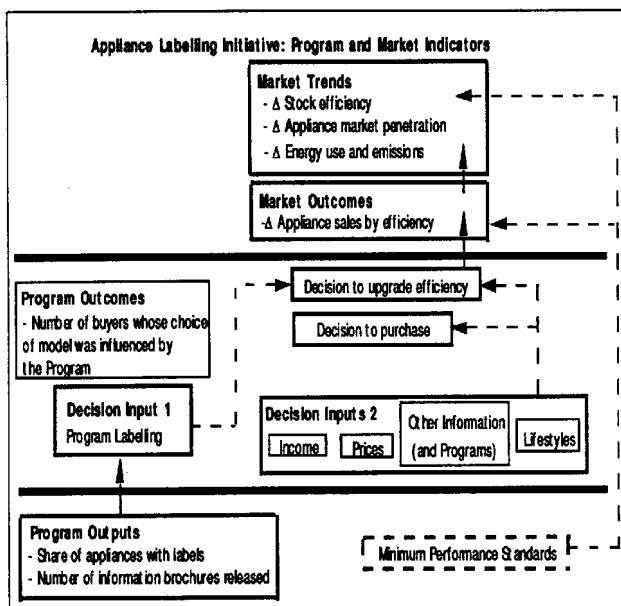 Appliance Labelling Initiative: Program and Market Indicators
Market Trends
- Δ Stock efficiency
- Δ Appliance market penetration
- Δ Energy use and emissions
Market Outcomes
-Δ Appliance sales by efficiency
Decision to upgrade efficiency
Program Outcomes
- Number of buyers whose choice
of model was influenced by
the Program
Decision to purchase
Decision Input 1
Program Labelling
Decision Inputs 2
Income
Prices
Other Information
(and Programs)
Lifestyles
Program Outputs
- Share of appliances with labels
- Number of information brochures released
Minimum Performance Standards